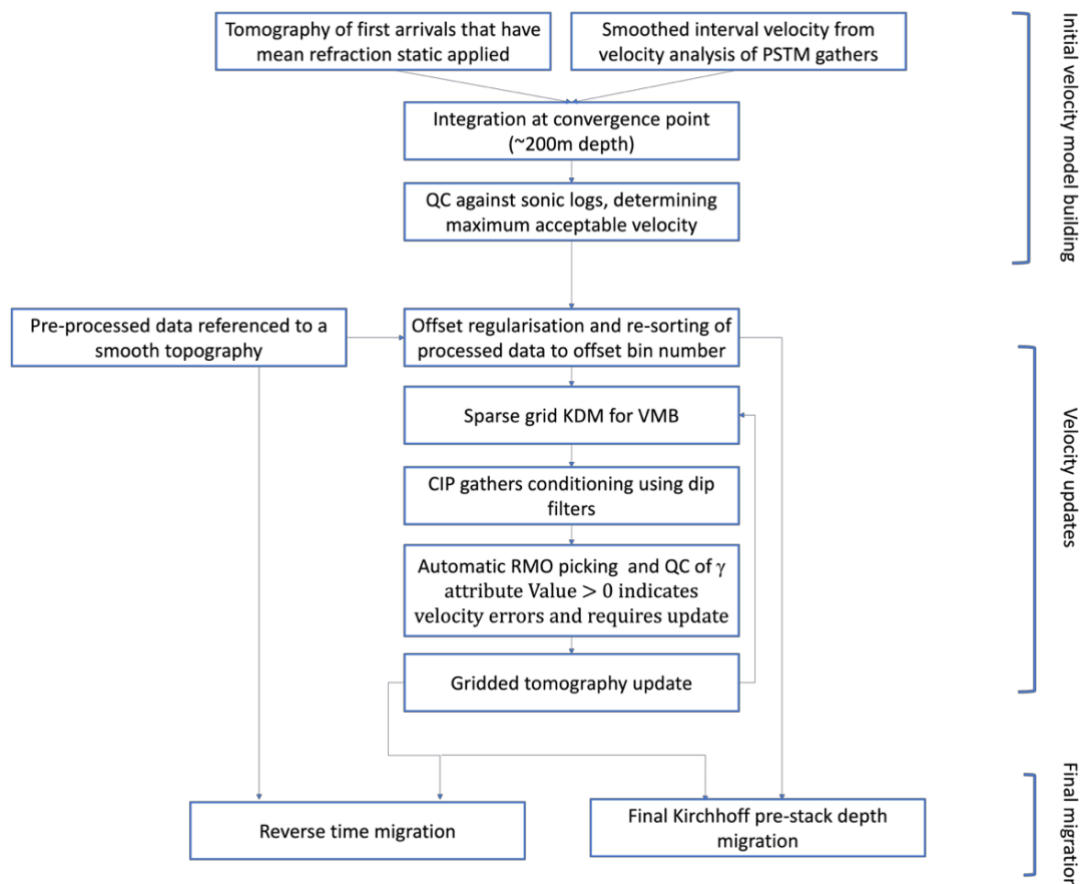 Tomography of first arrivals that have
mean refraction static applied
Smoothed interval velocity from
velocity analysis of PSTM gathers
Integration at convergence point
(~200m depth)
QC against sonic logs, determining
maximum acceptable velocity
Initial velocity model building
Pre-processed data referenced to a
smooth topography
Offset regularisation and re-sorting of
processed data to offset bin number
Sparse grid KDM for VMB
CIP gathers conditioning using dip
filters
Automatic RMO picking and QC of γ
attribute Value > 0 indicates
velocity errors and requires update
Gridded tomography update
Velocity updates
Reverse time migration
Final Kirchhoff pre-stack depth
migration
Final migration